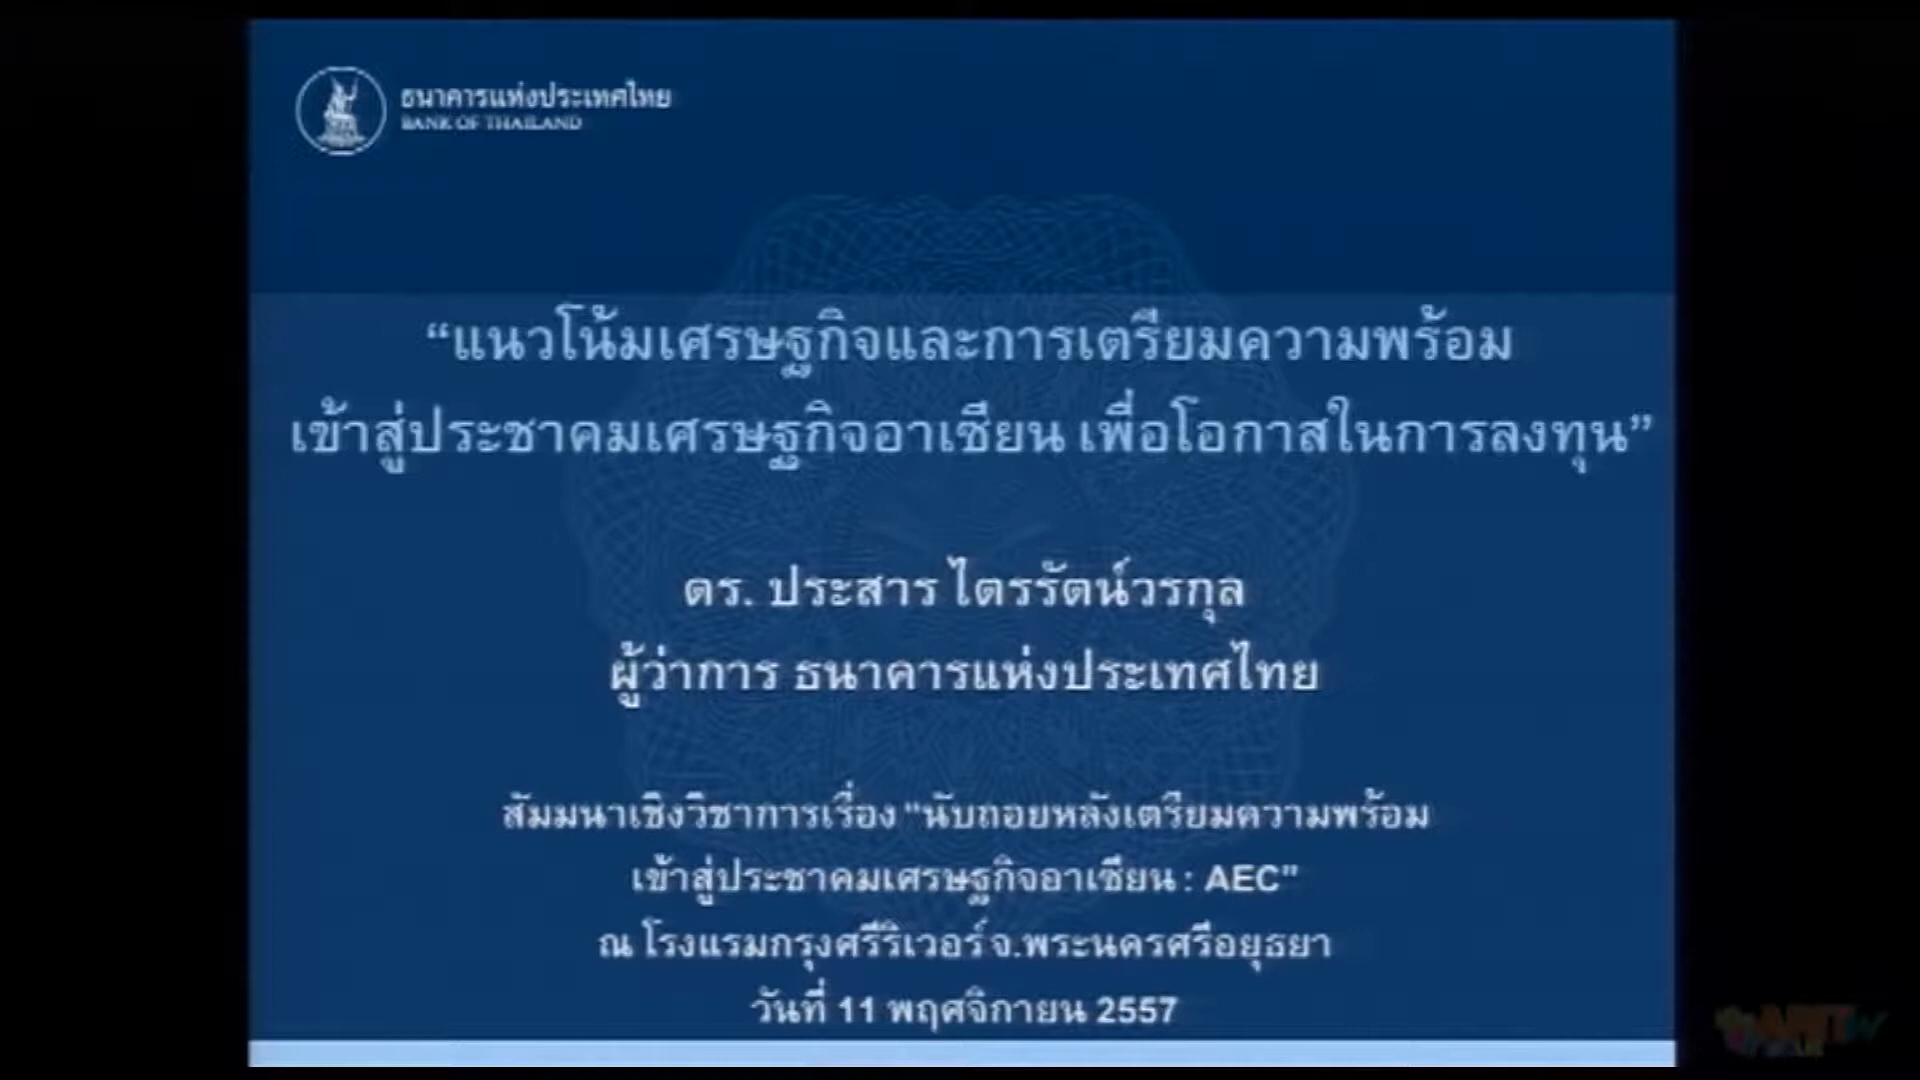 ธนาคารแห่งประเทศไทย
BANK OF THAILAND
“แนวโน้มเศรษฐกิจและการเตรียมความพร้อม
เข้าสู่ประชาคมเศรษฐกิจอาเซียน เพื่อโอกาสในการลงทุน”
ดร. ประสาร ไตรรัตน์วรกุล
ผู้ว่าการ ธนาคารแห่งประเทศไทย
สัมมนาเชิงวิชาการเรื่อง “นับถอยหลังเตรียมความพร้อม
เข้าสู่ประชาคมเศรษฐกิจอาเซียน : AEC”
ณ โรงแรมกรุงศรีริเวอร์ จ.พระนครศรีอยุธยา
วันที่ 11 พฤศจิกายน 2557